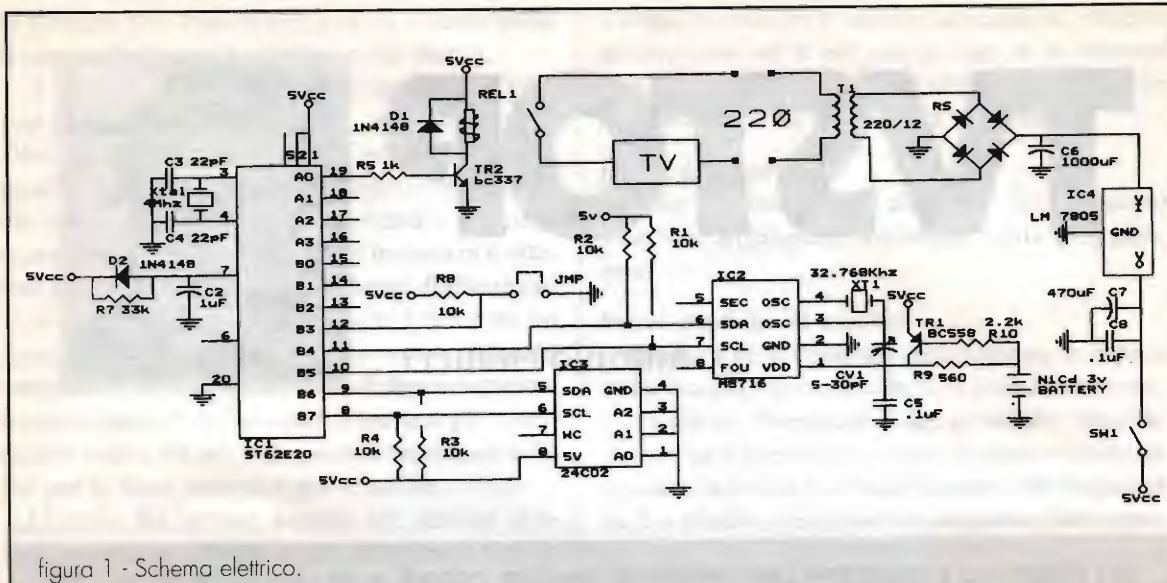 5Vcc
5Vcc
REL1
D1
1N4148
R5 1k
TR2
bc337
C3 22pF
Xtal
4Mhz
C4 22pF
3
4
5 2 1
A0 19
A1 18
A2 17
A3 16
B0 15
B1 14
B2 13
B3 12
B4 11
B5 10
B6 9
B7 8
7
6
20
IC1
ST62E20
5Vcc
D2
1N4148
R7 33k
C2
1uF
5Vcc
R8
10k
JMP
TV
220
T1
220/12
RS
C6
1000uF
IC4
LM 7805
VI
GND
VO
470uF
C7
C8
.1uF
SW1
5Vcc
5v
R2
10k
R1
10k
IC2
5 SEC OSC 4
6 SDA OSC 3
7 SCL GND 2
8 FOU VDD 1
M8716
32.768Khz
XT1
5Vcc
TR1
BC558
2.2k
R10
R9 560
CV1
5-30pF
C5
.1uF
NiCd 3v
BATTERY
IC3
5 SDA GND 4
6 SCL A2 3
7 WC A1 2
8 5V A0 1
24C02
R4
10k
R3
10k
5Vcc
figura 1 - Schema elettrico.